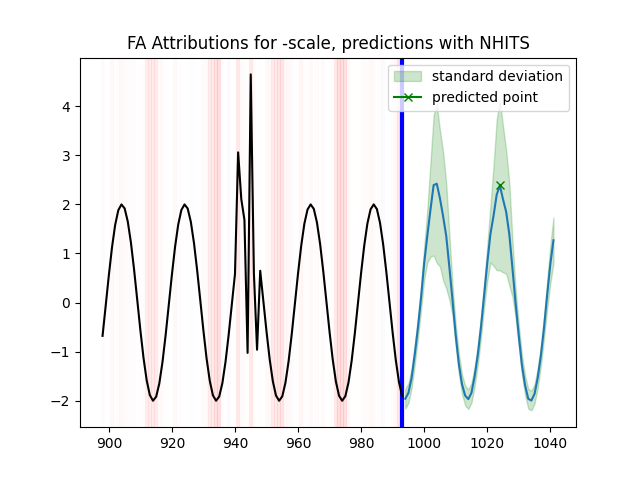 FA Attributions for -scale, predictions with NHITS
standard deviation
predicted point
4
3
2
1
0
−1
−2
900 920 940 960 980 1000 1020 1040